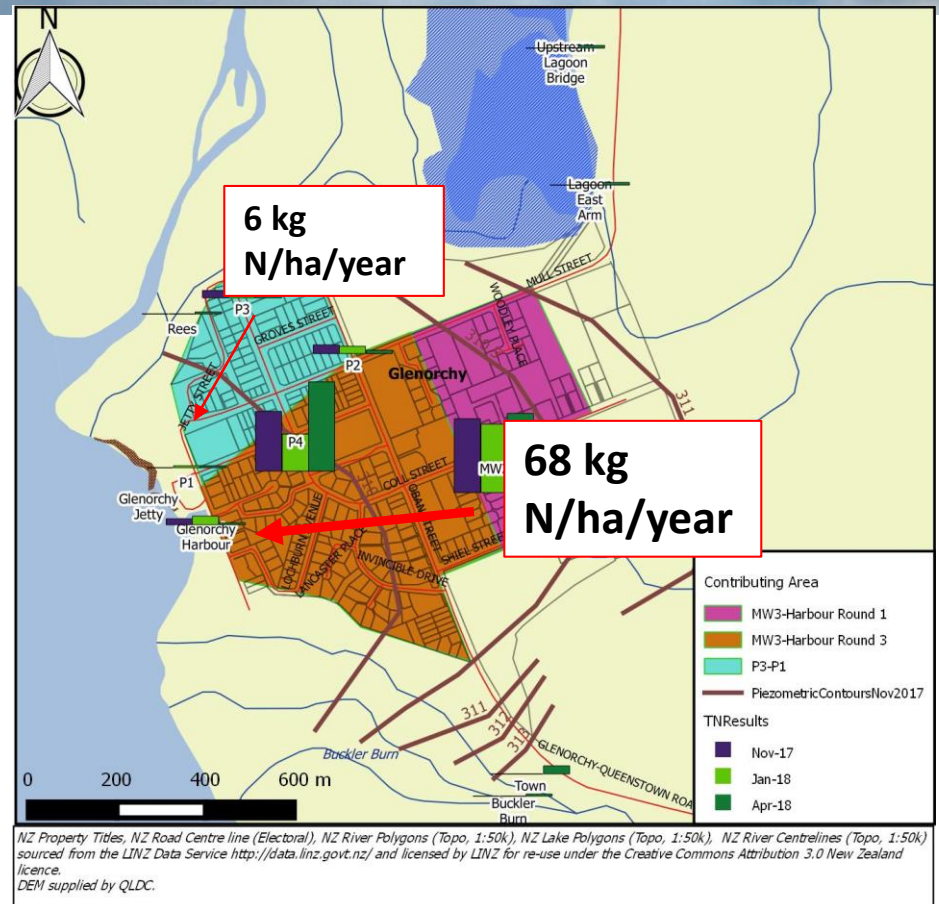 N
Upstream
Lagoon
Bridge
Lagoon
East
Arm
6 kg
N/ha/year
MULL STREET
WOODLEY PLACE
P3
Rees
GROVES STREET
P2
Glenorchy
311
JETTY STREET
P4
MW3
68 kg
N/ha/year
COLL STREET
P1
Glenorchy
Jetty
OBAN STREET
Glenorchy
Harbour
LOCHBURN AVENUE
LANCASTER PLACE
INVINCIBLE DRIVE
SHIEL STREET
Contributing Area
MW3-Harbour Round 1
MW3-Harbour Round 3
P3-P1
PiezometricContoursNov2017
TNResults
Nov-17
Jan-18
Apr-18
311
312
313
GLENORCHY-QUEENSTOWN ROA
Buckler Burn
0 200 400 600 m
Town
Buckler
Burn
NZ Property Titles, NZ Road Centre line (Electoral), NZ River Polygons (Topo, 1:50k), NZ Lake Polygons (Topo, 1:50k), NZ River Centrelines (Topo, 1:50k)
sourced from the LINZ Data Service http://data.linz.govt.nz/ and licensed by LINZ for re-use under the Creative Commons Attribution 3.0 New Zealand
licence.
DEM supplied by QLDC.